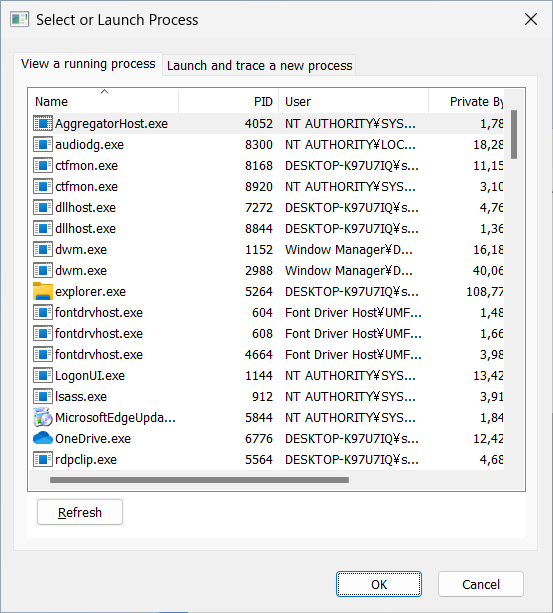 Select or Launch Process
View a running process Launch and trace a new process
Name PID User Private By
AggregatorHost.exe 4052 NT AUTHORITY¥SYS... 1,78
audiodg.exe 8300 NT AUTHORITY¥LOC... 18,28
ctfmon.exe 8168 DESKTOP-K97U7IQ¥s... 11,15
ctfmon.exe 8920 NT AUTHORITY¥SYS... 3,10
dllhost.exe 7272 DESKTOP-K97U7IQ¥s... 4,76
dllhost.exe 8844 DESKTOP-K97U7IQ¥s... 1,36
dwm.exe 1152 Window Manager¥D... 16,18
dwm.exe 2988 Window Manager¥D... 40,06
explorer.exe 5264 DESKTOP-K97U7IQ¥s... 108,77
fontdrvhost.exe 604 Font Driver Host¥UMF... 1,48
fontdrvhost.exe 608 Font Driver Host¥UMF... 1,66
fontdrvhost.exe 4664 Font Driver Host¥UMF... 3,98
LogonUI.exe 1144 NT AUTHORITY¥SYS... 13,42
lsass.exe 912 NT AUTHORITY¥SYS... 3,91
MicrosoftEdgeUpda... 5844 NT AUTHORITY¥SYS... 1,84
OneDrive.exe 6776 DESKTOP-K97U7IQ¥s... 12,42
rdpclip.exe 5564 DESKTOP-K97U7IQ¥s... 4,68
Refresh
OK Cancel